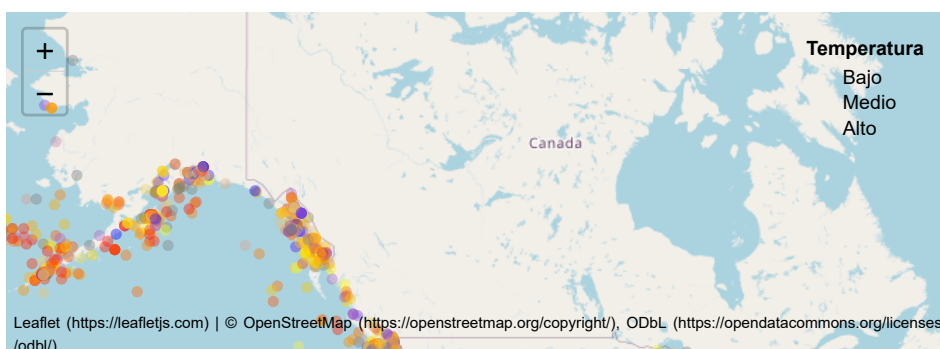 +
−
Temperatura
Bajo
Medio
Alto
Canada
Leaflet (https://leafletjs.com) | © OpenStreetMap (https://openstreetmap.org/copyright/), ODbL (https://opendatacommons.org/licenses
/odbl/)